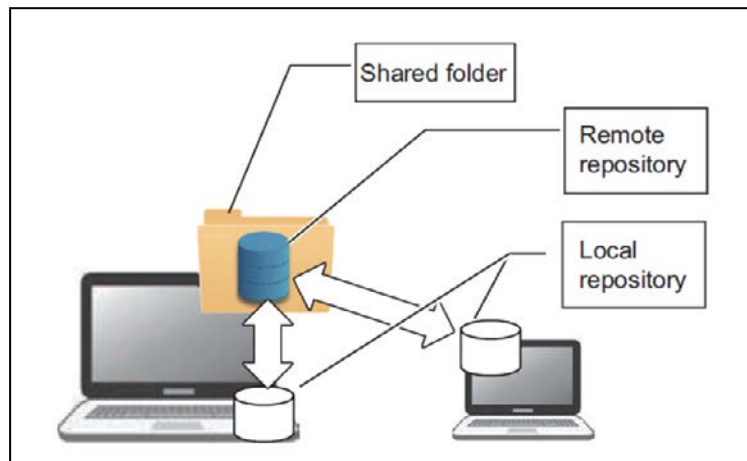 Shared folder
Remote
repository
Local
repository